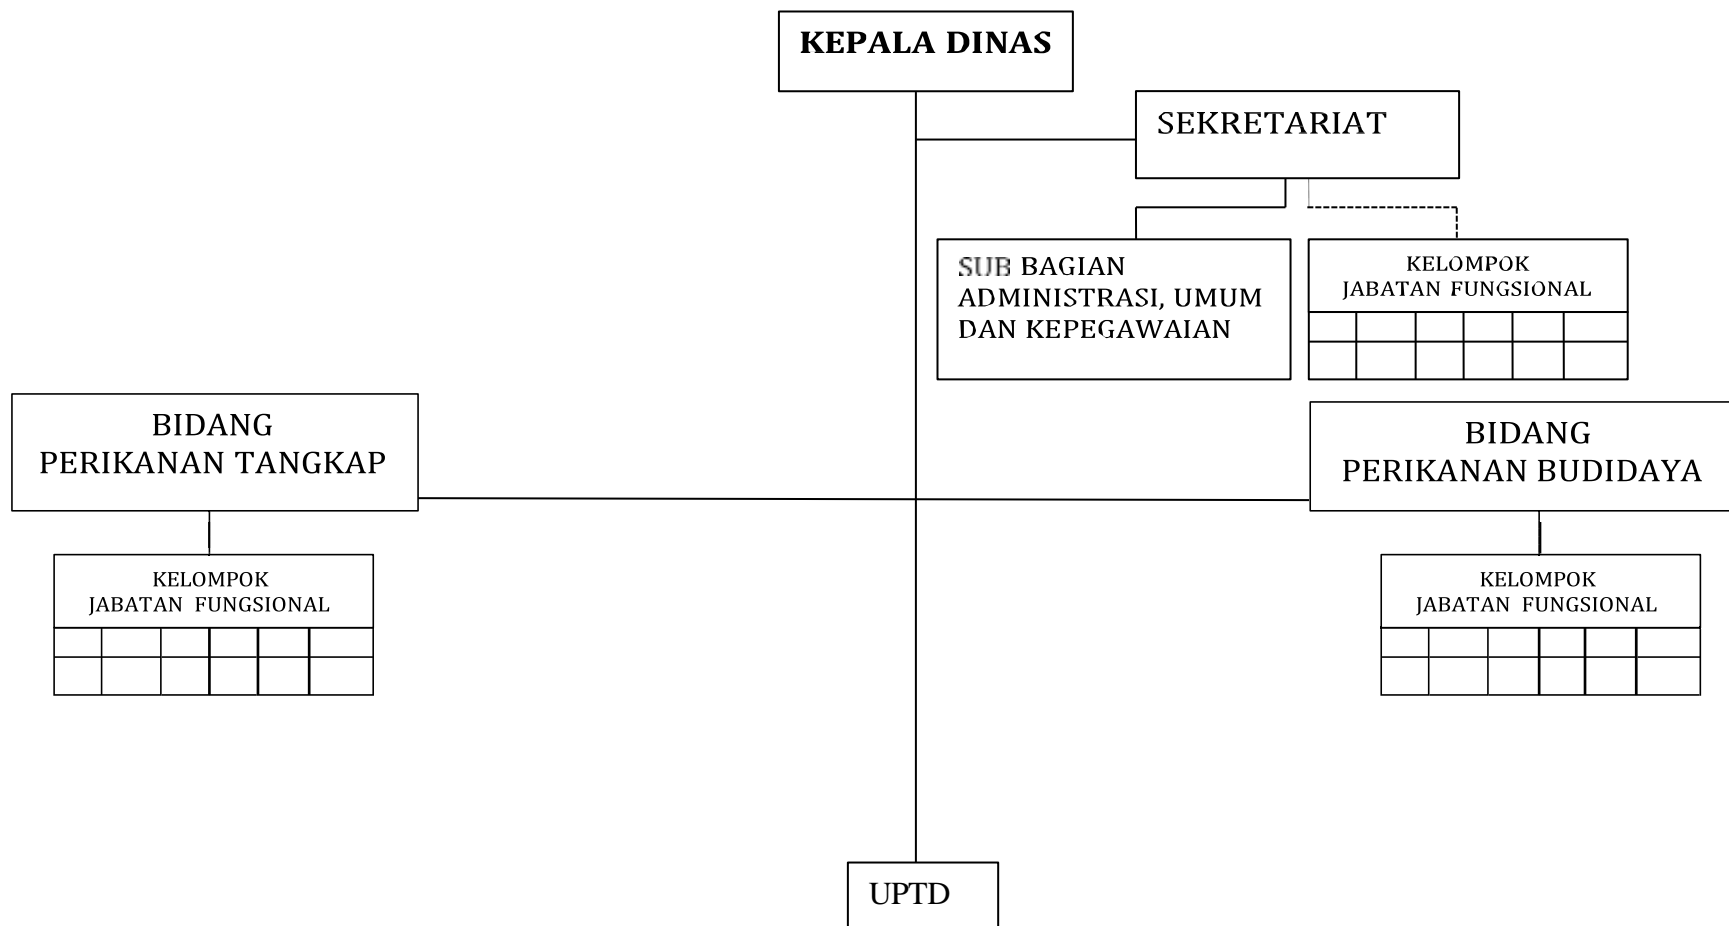 KEPALA DINAS
SEKRETARIAT
SUB BAGIAN
ADMINISTRASI, UMUM
DAN KEPEGAWAIAN
KELOMPOK
JABATAN FUNGSIONAL
BIDANG
PERIKANAN TANGKAP
BIDANG
PERIKANAN BUDIDAYA
KELOMPOK
JABATAN FUNGSIONAL
KELOMPOK
JABATAN FUNGSIONAL
UPTD